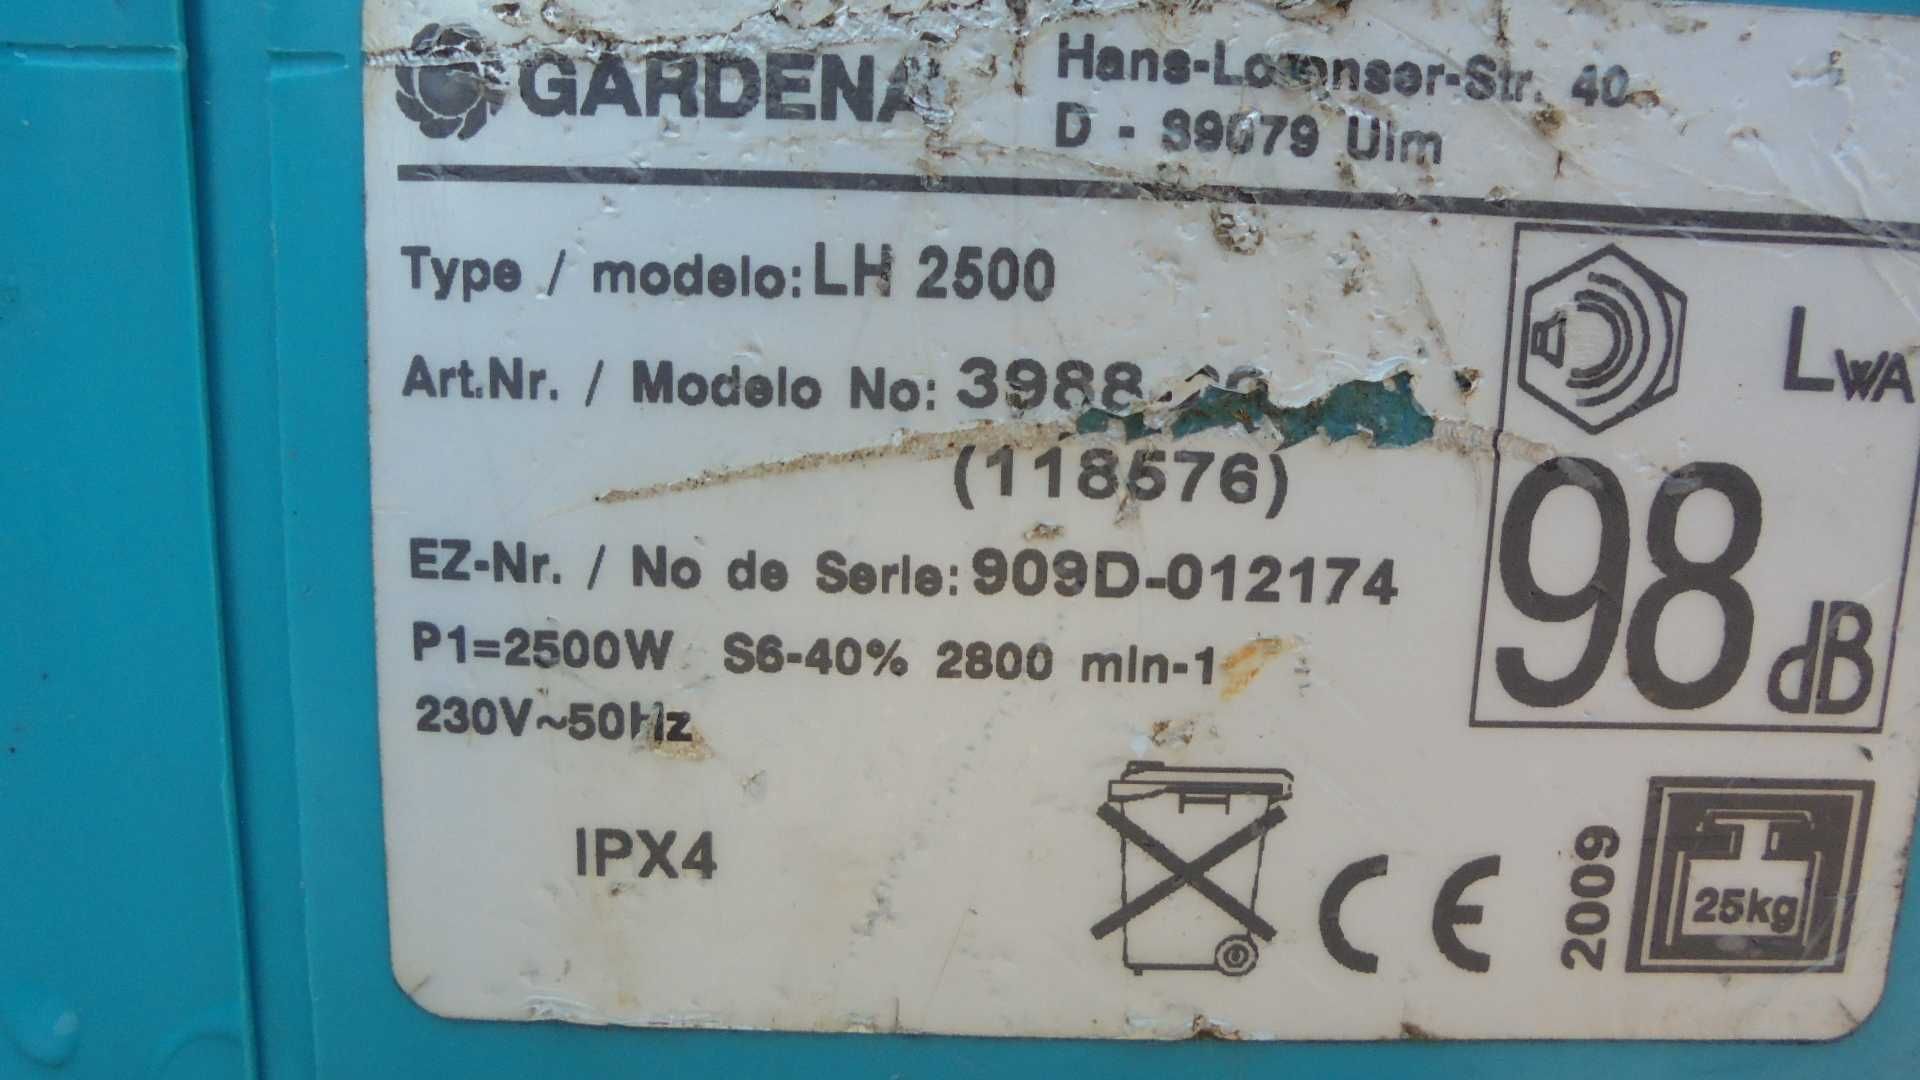 GARDENA
Hans-Lorenser-Str. 40
D - 89079 Ulm
Type / modelo: LH 2500
Art.Nr. / Modelo No: 3988
(118576)
EZ-Nr. / No de Serie: 909D-012174
P1=2500W S6-40% 2800 min-1
230V~50Hz
IPX4
LWA
98 dB
CE
2009
25kg